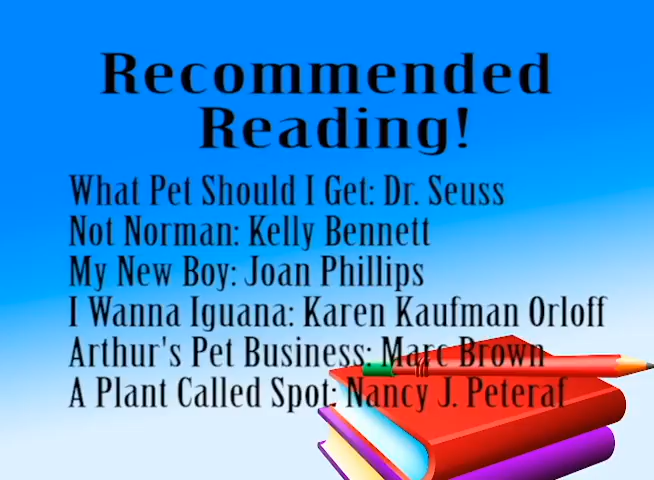 Recommended
Reading!
What Pet Should I Get: Dr. Seuss
Not Norman: Kelly Bennett
My New Boy: Joan Phillips
I Wanna Iguana: Karen Kaufman Orloff
Arthur's Pet Business: Marc Brown
A Plant Called Spot: Nancy J. Peteraf